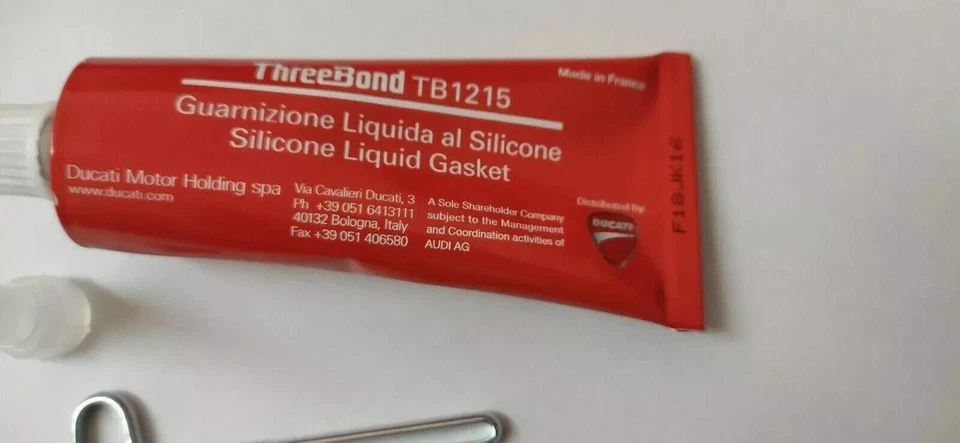 ThreeBond TB1215
Made in France
Guarnizione Liquida al Silicone
Silicone Liquid Gasket
Ducati Motor Holding spa
www.ducati.com
Via Cavalieri Ducati, 3
Ph +39 051 6413111
40132 Bologna, Italy
Fax +39 051 406580
A Sole Shareholder Company
subject to the Management
and Coordination activities of
AUDI AG
Distributed by
DUCATI
F18JK16